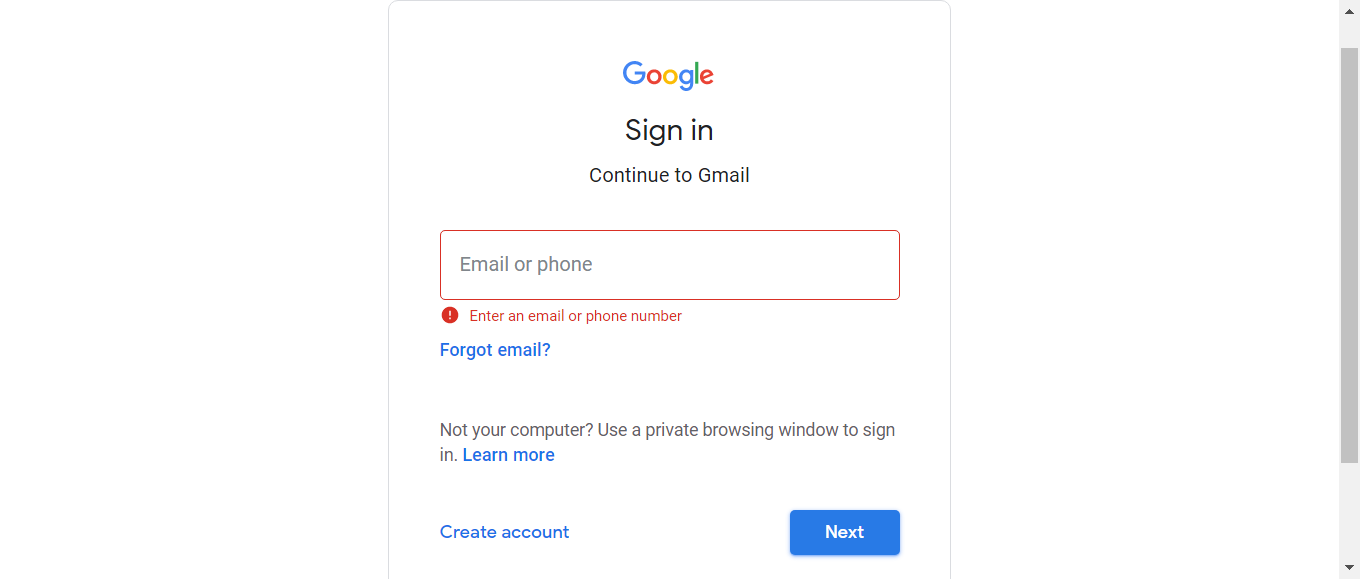 Google
Sign in
Continue to Gmail
Email or phone
Enter an email or phone number
Forgot email?
Not your computer? Use a private browsing window to sign
in. Learn more
Create account
Next